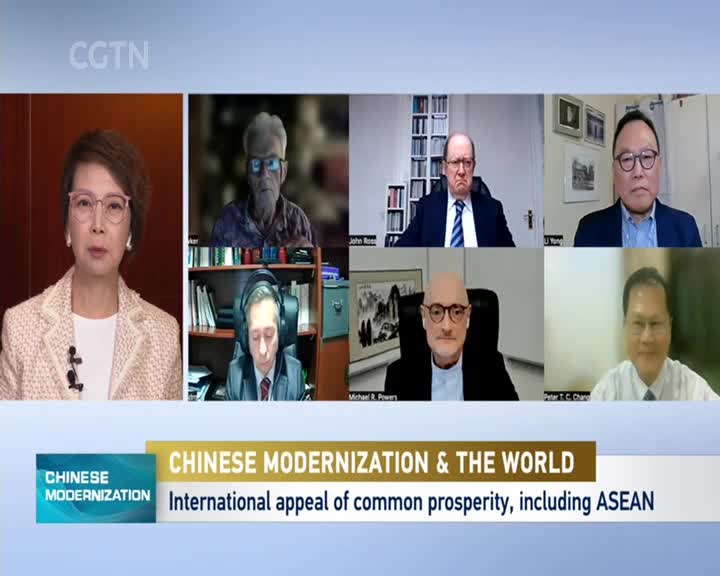 CGTN
John Ross
Li Yong
Michael R. Powers
Peter T. C. Chang
CHINESE
MODERNIZATION
CHINESE MODERNIZATION & THE WORLD
International appeal of common prosperity, including ASEAN